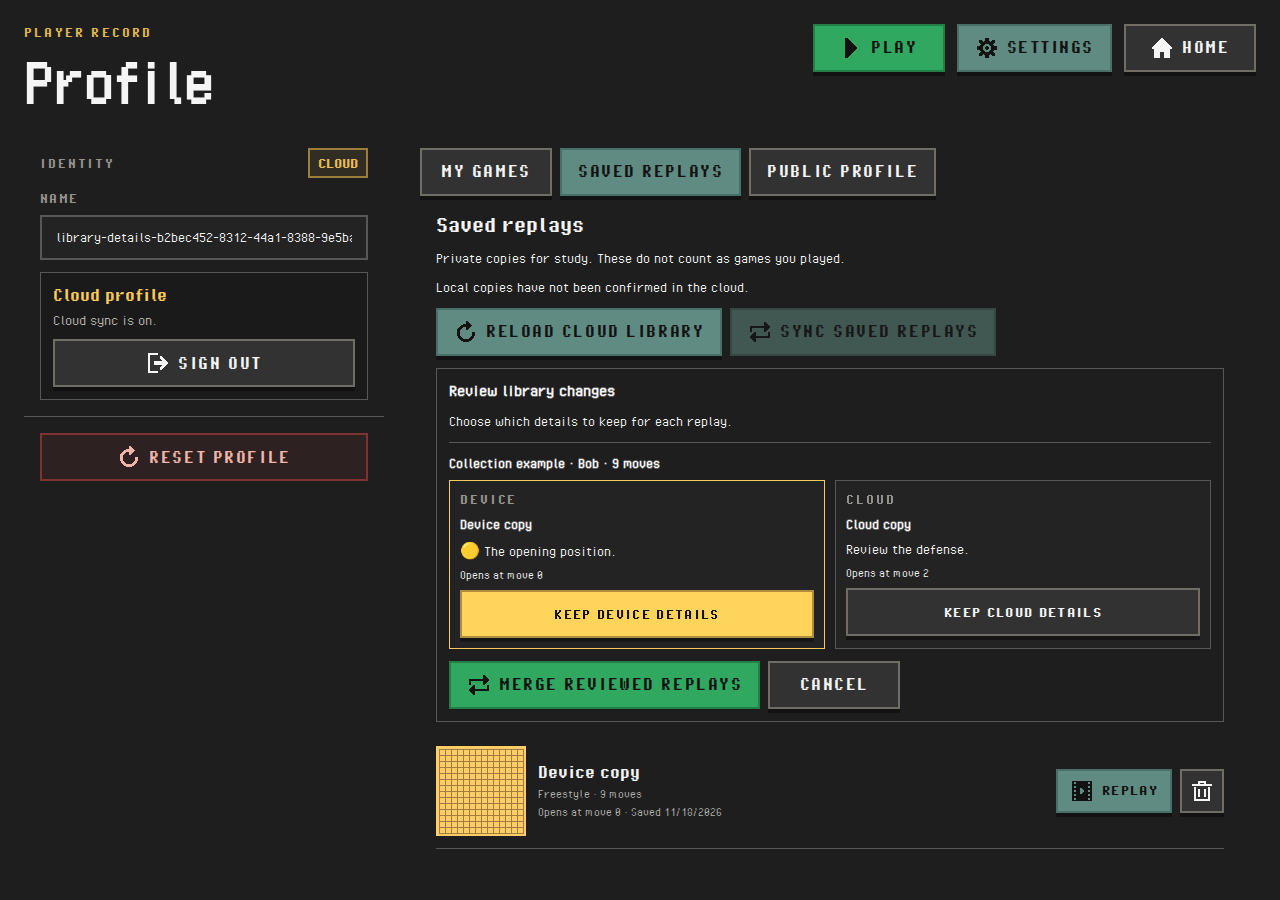 PLAYER RECORD
Profile
PLAY
SETTINGS
HOME
IDENTITY
CLOUD
NAME
library-details-b2bec452-8312-44a1-8388-9e5b
Cloud profile
Cloud sync is on.
SIGN OUT
RESET PROFILE
MY GAMES
SAVED REPLAYS
PUBLIC PROFILE
Saved replays
Private copies for study. These do not count as games you played.
Local copies have not been confirmed in the cloud.
RELOAD CLOUD LIBRARY
SYNC SAVED REPLAYS
Review library changes
Choose which details to keep for each replay.
Collection example · Bob · 9 moves
DEVICE
Device copy
🟡 The opening position.
Opens at move 0
KEEP DEVICE DETAILS
CLOUD
Cloud copy
Review the defense.
Opens at move 2
KEEP CLOUD DETAILS
MERGE REVIEWED REPLAYS
CANCEL
Device copy
Freestyle · 9 moves
Opens at move 0 · Saved 11/18/2026
REPLAY